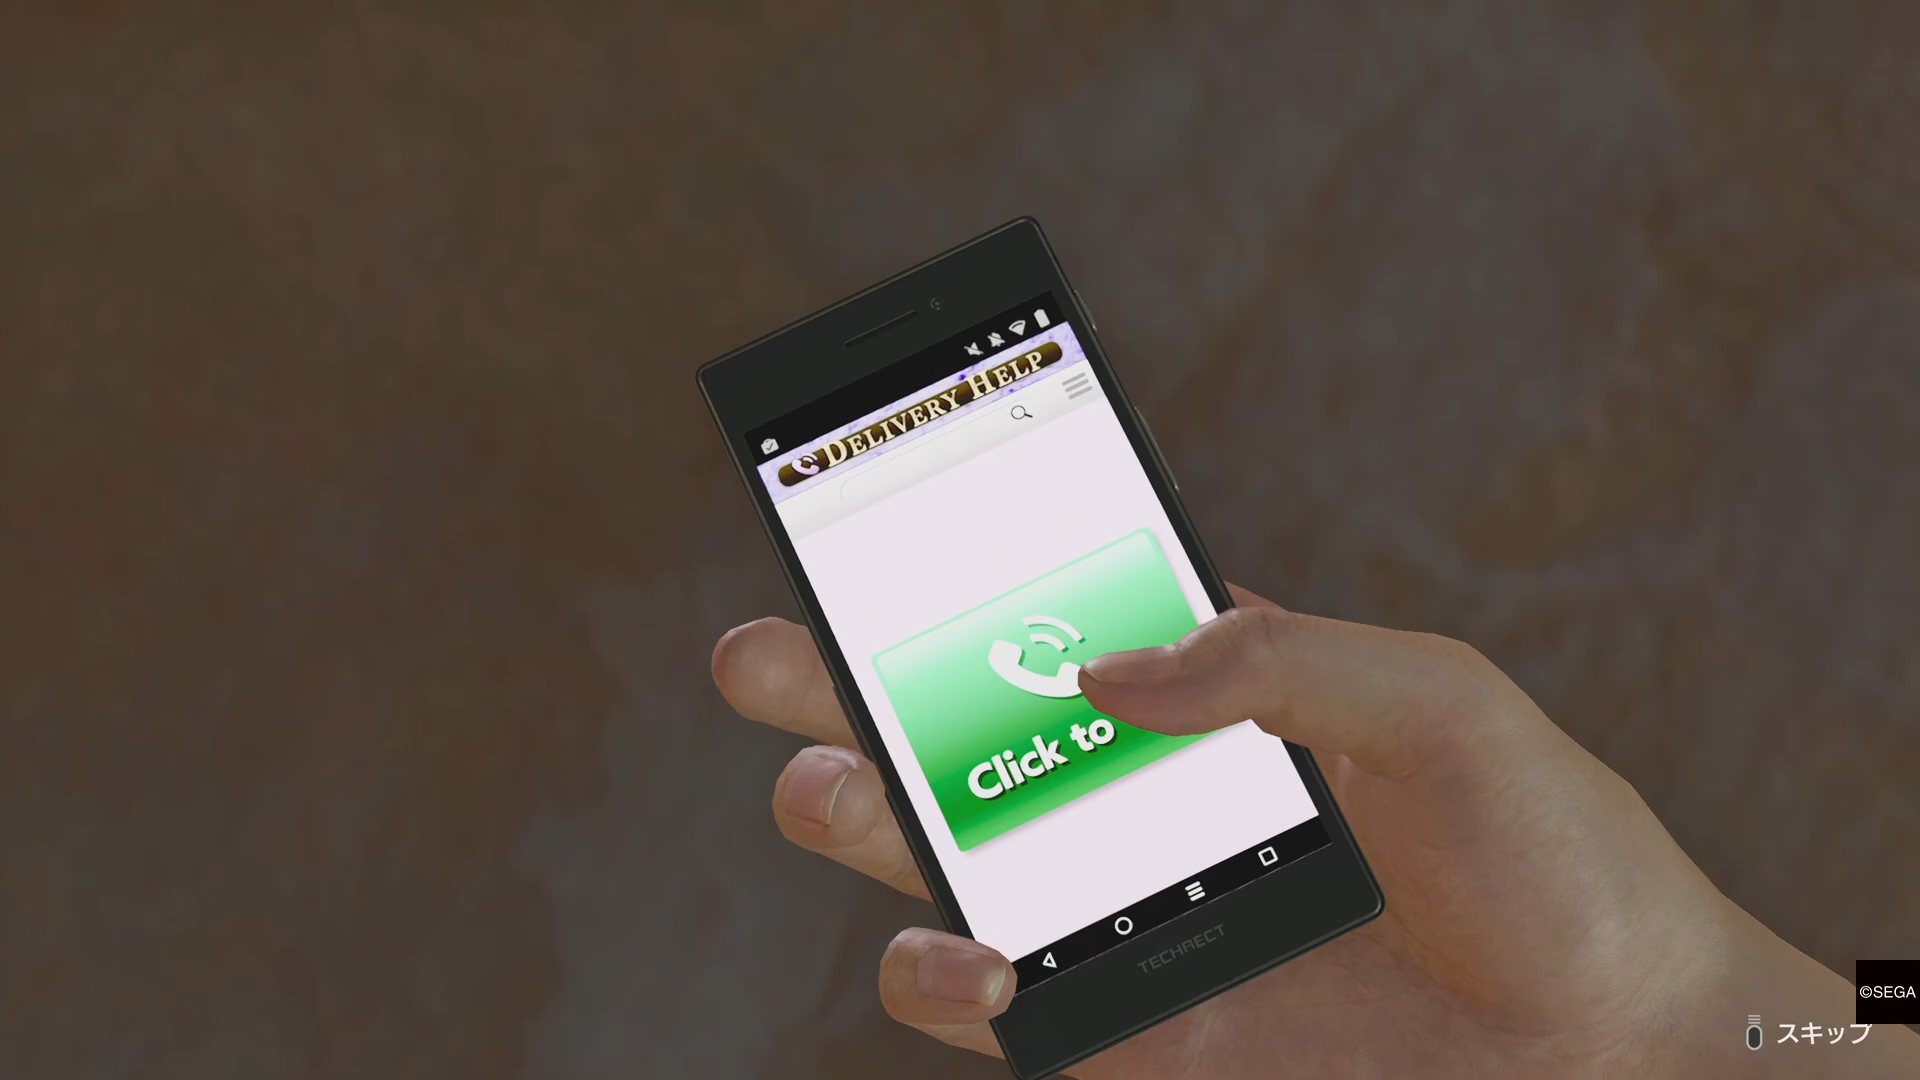 DELIVERY HELP
Click to
TECHRECT
©SEGA
スキップ